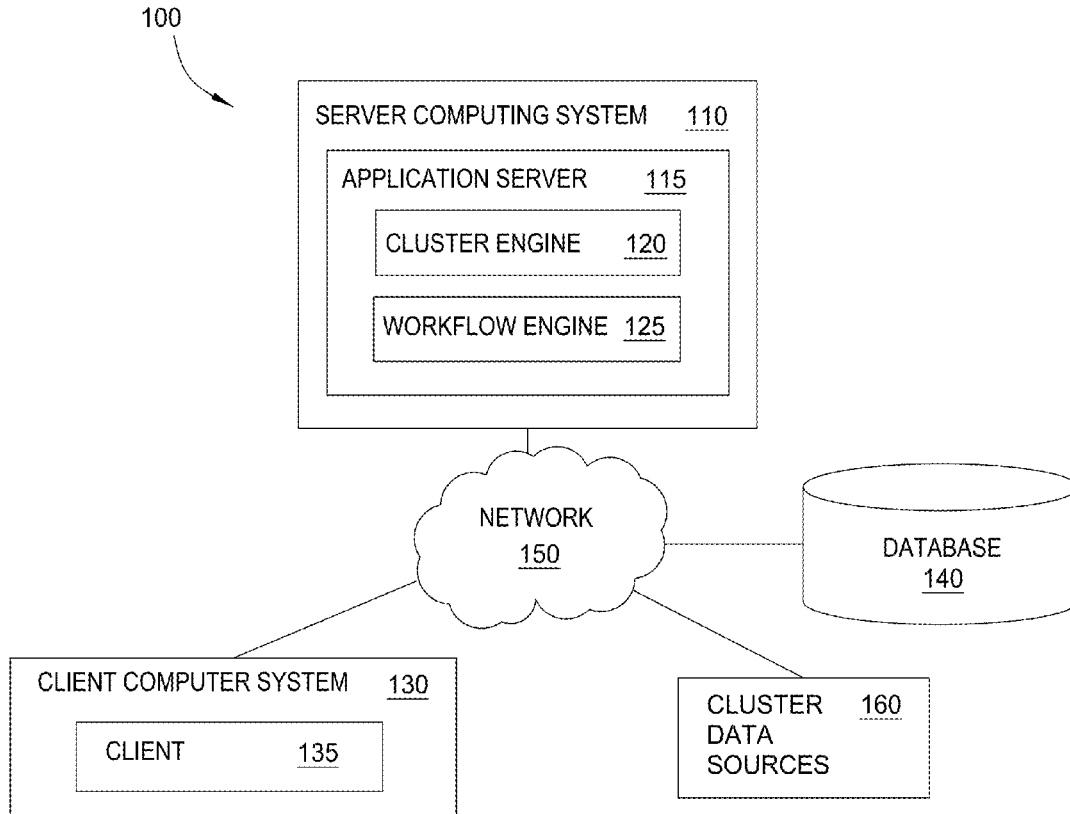 100
SERVER COMPUTING SYSTEM 110
APPLICATION SERVER 115
CLUSTER ENGINE 120
WORKFLOW ENGINE 125
NETWORK
150
DATABASE
140
CLIENT COMPUTER SYSTEM 130
CLIENT 135
CLUSTER 160
DATA
SOURCES